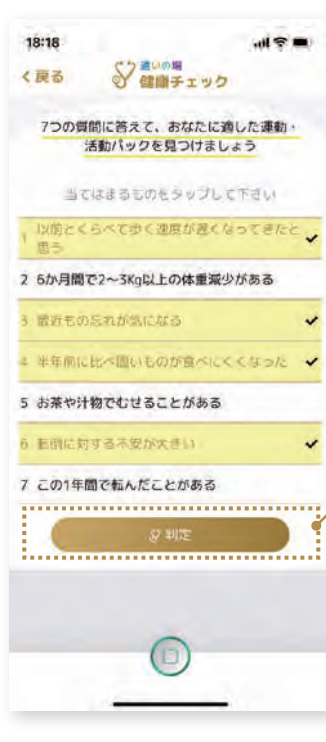 18:18
戻る
通いの場
健康チェック
7つの質問に答えて、おなたに適した運動・
活動パックを見つけましょう
当てはまるものをタップして下さい
1 以前とくらべて歩く速度が遅くなってきたと
思う
2 6か月間で2〜3Kg以上の体重減少がある
3 最近もの忘れが気になる
4 半年前に比べ固いものが食べにくくなった
5 お茶や汁物でむせることがある
6 転倒に対する不安が大きい
7 この1年間で転んだことがある
判定